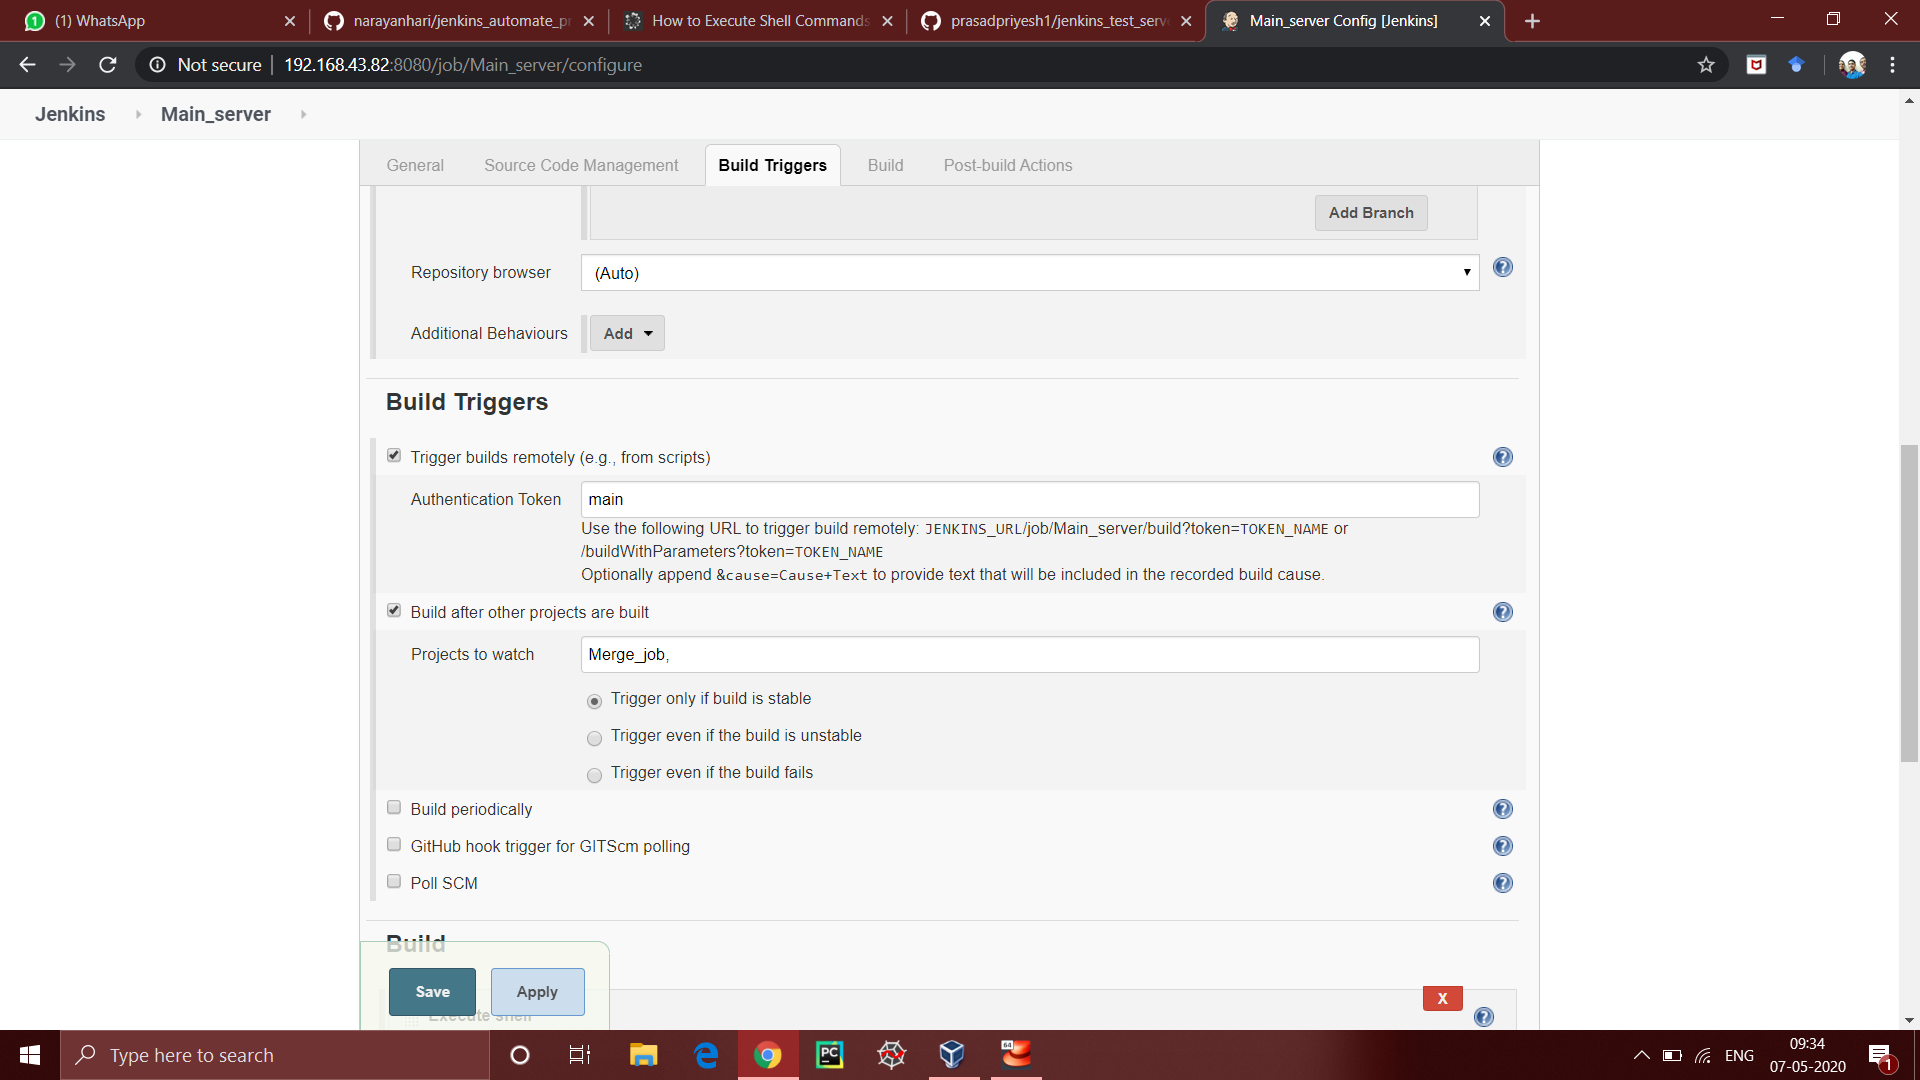 (1) WhatsApp
narayanhari/jenkins_automate_pr
How to Execute Shell Commands
prasadpriyesh1/jenkins_test_serve
Main_server Config [Jenkins]
Not secure
192.168.43.82:8080/job/Main_server/configure
Jenkins
Main_server
General
Source Code Management
Build Triggers
Build
Post-build Actions
Add Branch
Repository browser
(Auto)
Additional Behaviours
Add
Build Triggers
Trigger builds remotely (e.g., from scripts)
Authentication Token
main
Use the following URL to trigger build remotely: JENKINS_URL/job/Main_server/build?token=TOKEN_NAME or
/buildWithParameters?token=TOKEN_NAME
Optionally append &cause=Cause+Text to provide text that will be included in the recorded build cause.
Build after other projects are built
Projects to watch
Merge_job,
Trigger only if build is stable
Trigger even if the build is unstable
Trigger even if the build fails
Build periodically
GitHub hook trigger for GITScm polling
Poll SCM
Build
Save
Apply
X
Execute shell
Type here to search
PC
64
ENG
09:34
07-05-2020
1